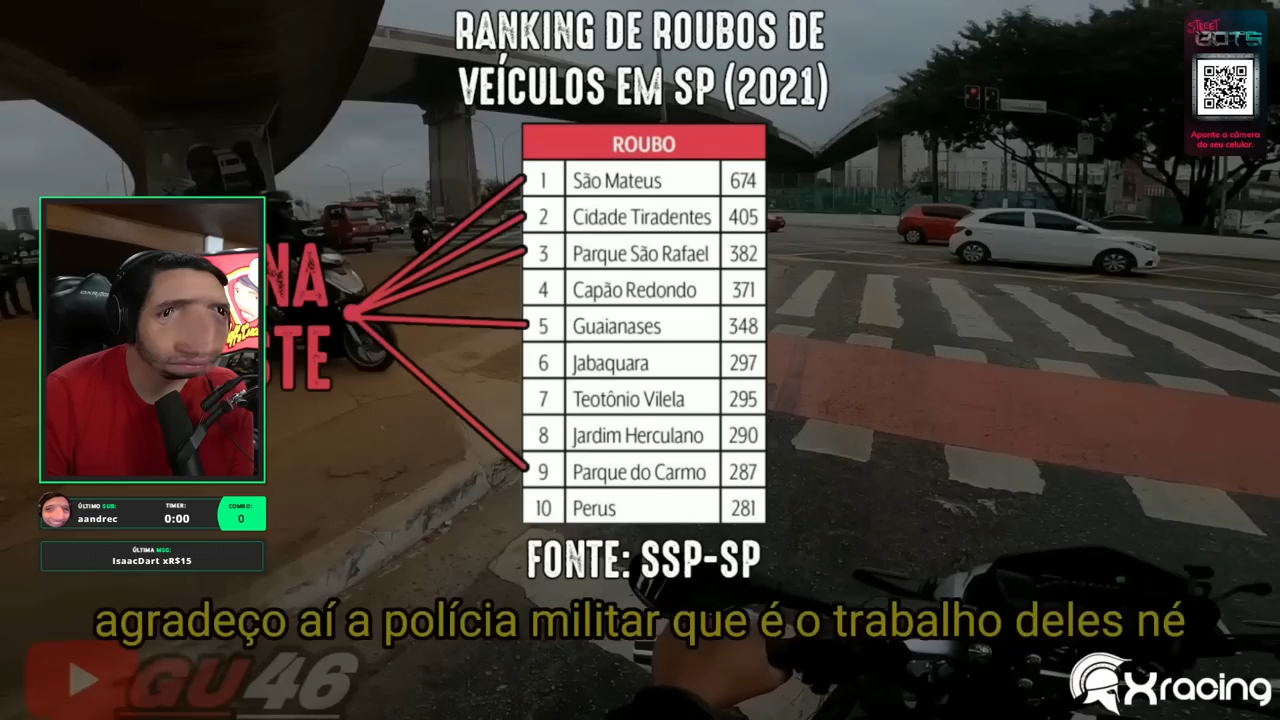 RANKING DE ROUBOS DE
VEÍCULOS EM SP (2021)
STREET
BOTS
Aponte a câmera
do seu celular.
ROUBO
1 São Mateus 674
2 Cidade Tiradentes 405
3 Parque São Rafael 382
4 Capão Redondo 371
5 Guaianases 348
6 Jabaquara 297
7 Teotônio Vilela 295
8 Jardim Herculano 290
9 Parque do Carmo 287
10 Perus 281
NA
STE
ÚLTIMO SUB:
aandrec
TIMER:
0:00
COMBO:
0
ÚLTIMA MSG:
IsaacDart xR$15
FONTE: SSP-SP
agradeço aí a polícia militar que é o trabalho deles né
GU46
Xracing